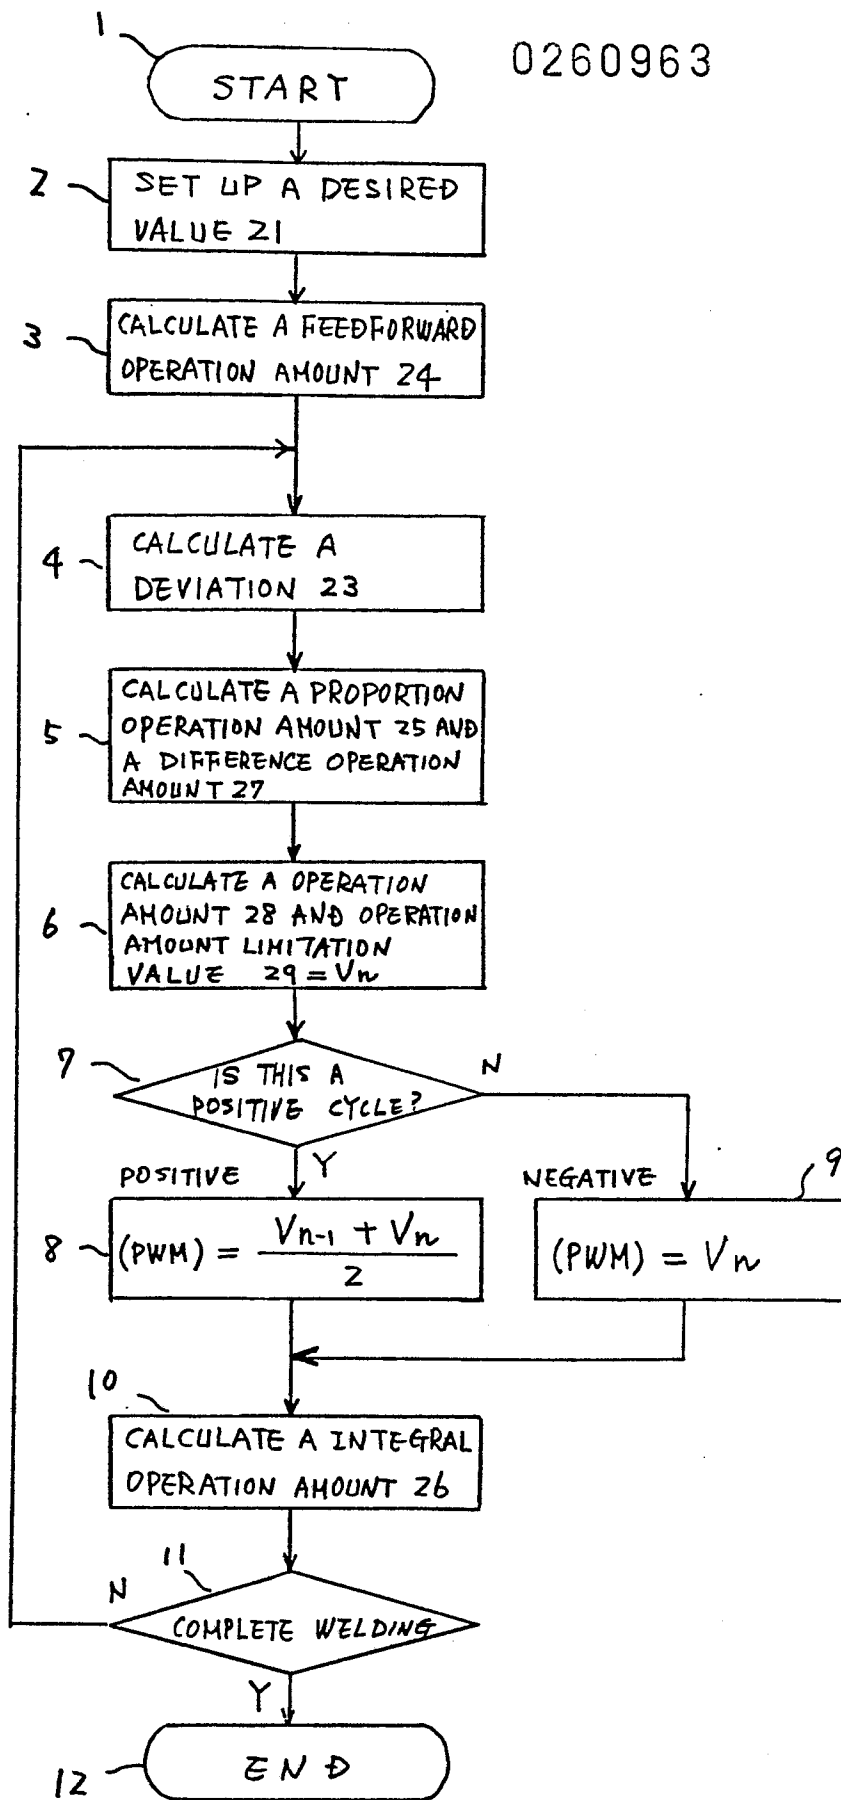 1
0260963
START
2
SET UP A DESIRED
VALUE 21
3
CALCULATE A FEEDFORWARD
OPERATION AMOUNT 24
4
CALCULATE A
DEVIATION 23
5
CALCULATE A PROPORTION
OPERATION AMOUNT 25 AND
A DIFFERENCE OPERATION
AMOUNT 27
6
CALCULATE A OPERATION
AMOUNT 28 AND OPERATION
AMOUNT LIMITATION
VALUE 29 = Vn
7
IS THIS A
POSITIVE CYCLE?
N
Y
POSITIVE
NEGATIVE
9
8
(PWM) = Vn-1 + Vn
2
(PWM) = Vn
10
CALCULATE A INTEGRAL
OPERATION AMOUNT 26
11
N
COMPLETE WELDING
Y
END
12